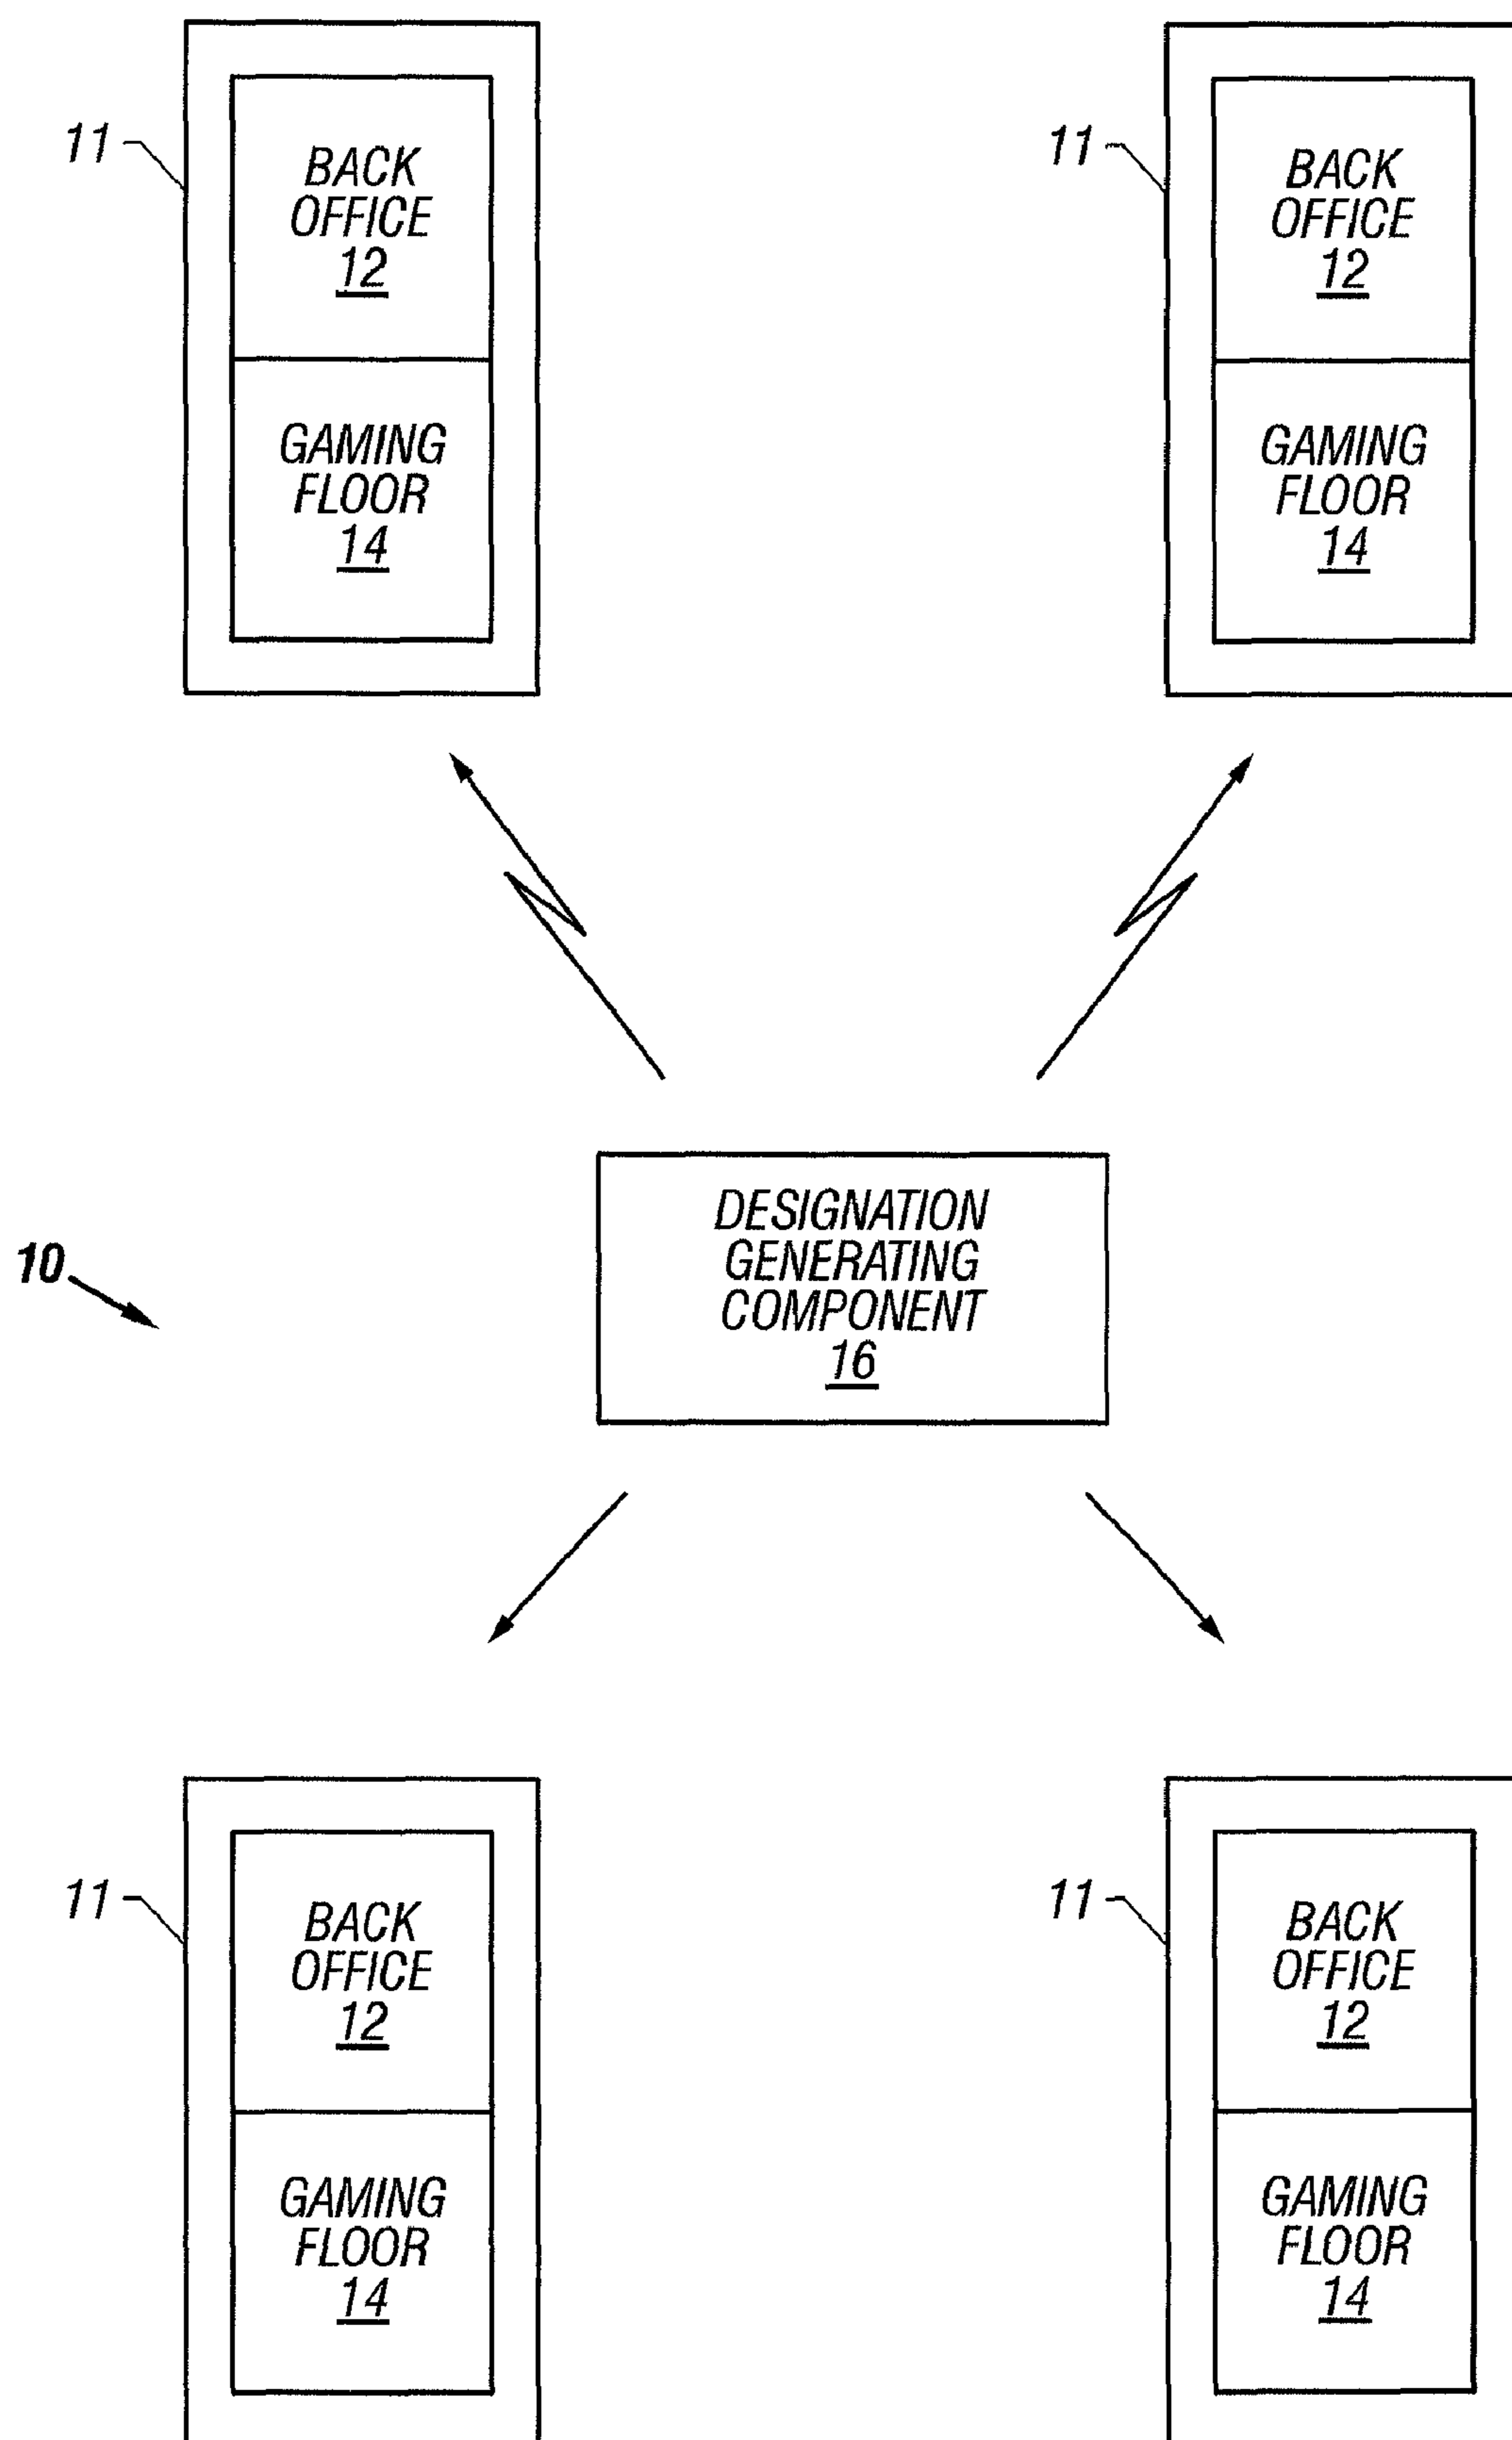 11
BACK
OFFICE
12
GAMING
FLOOR
14
11
BACK
OFFICE
12
GAMING
FLOOR
14
10
DESIGNATION
GENERATING
COMPONENT
16
11
BACK
OFFICE
12
GAMING
FLOOR
14
11
BACK
OFFICE
12
GAMING
FLOOR
14